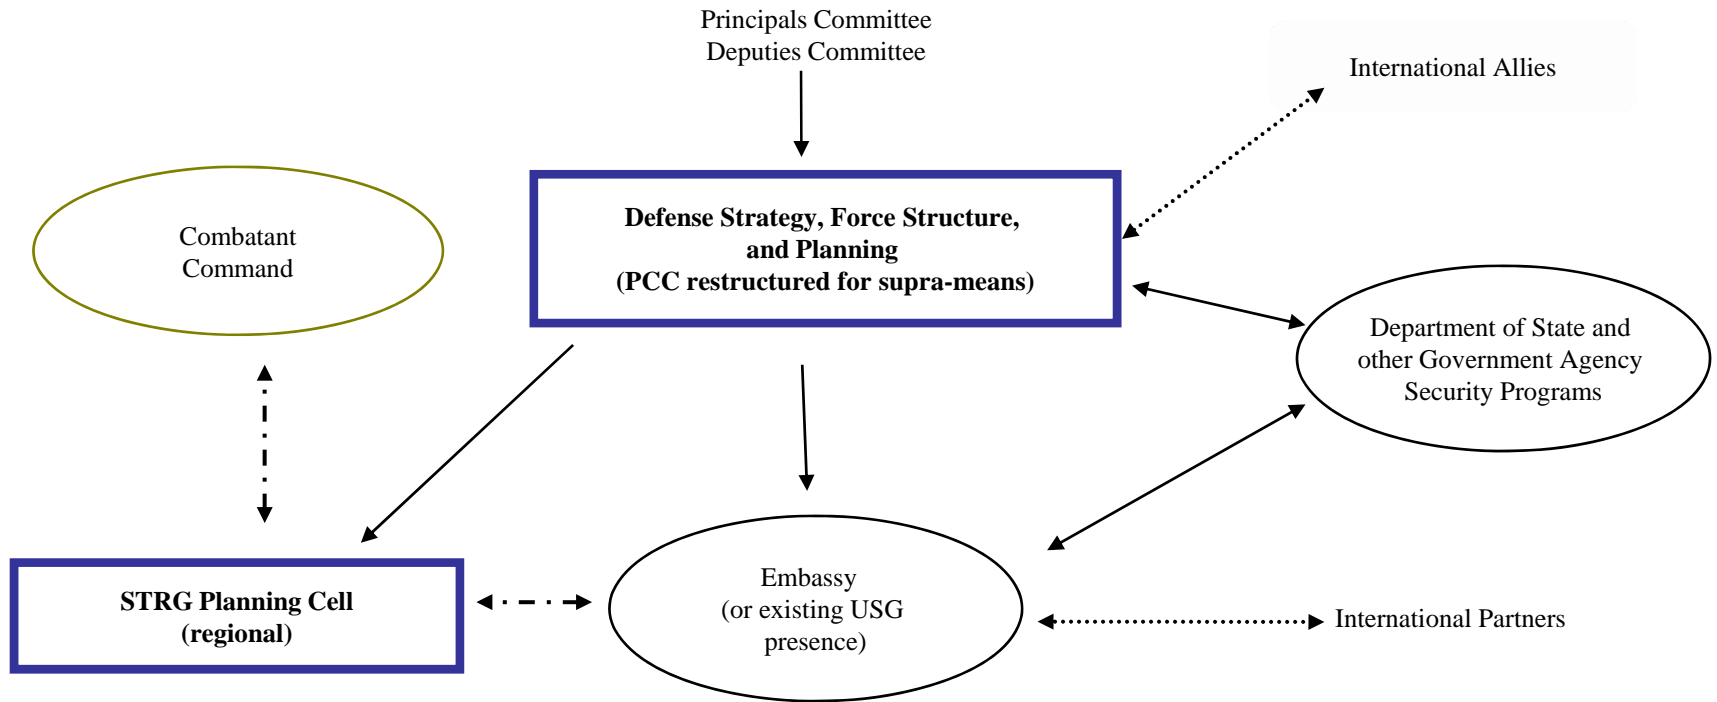 Principals Committee
Deputies Committee
International Allies
Combatant
Command
Defense Strategy, Force Structure,
and Planning
(PCC restructured for supra-means)
Department of State and
other Government Agency
Security Programs
STRG Planning Cell
(regional)
Embassy
(or existing USG
presence)
International Partners